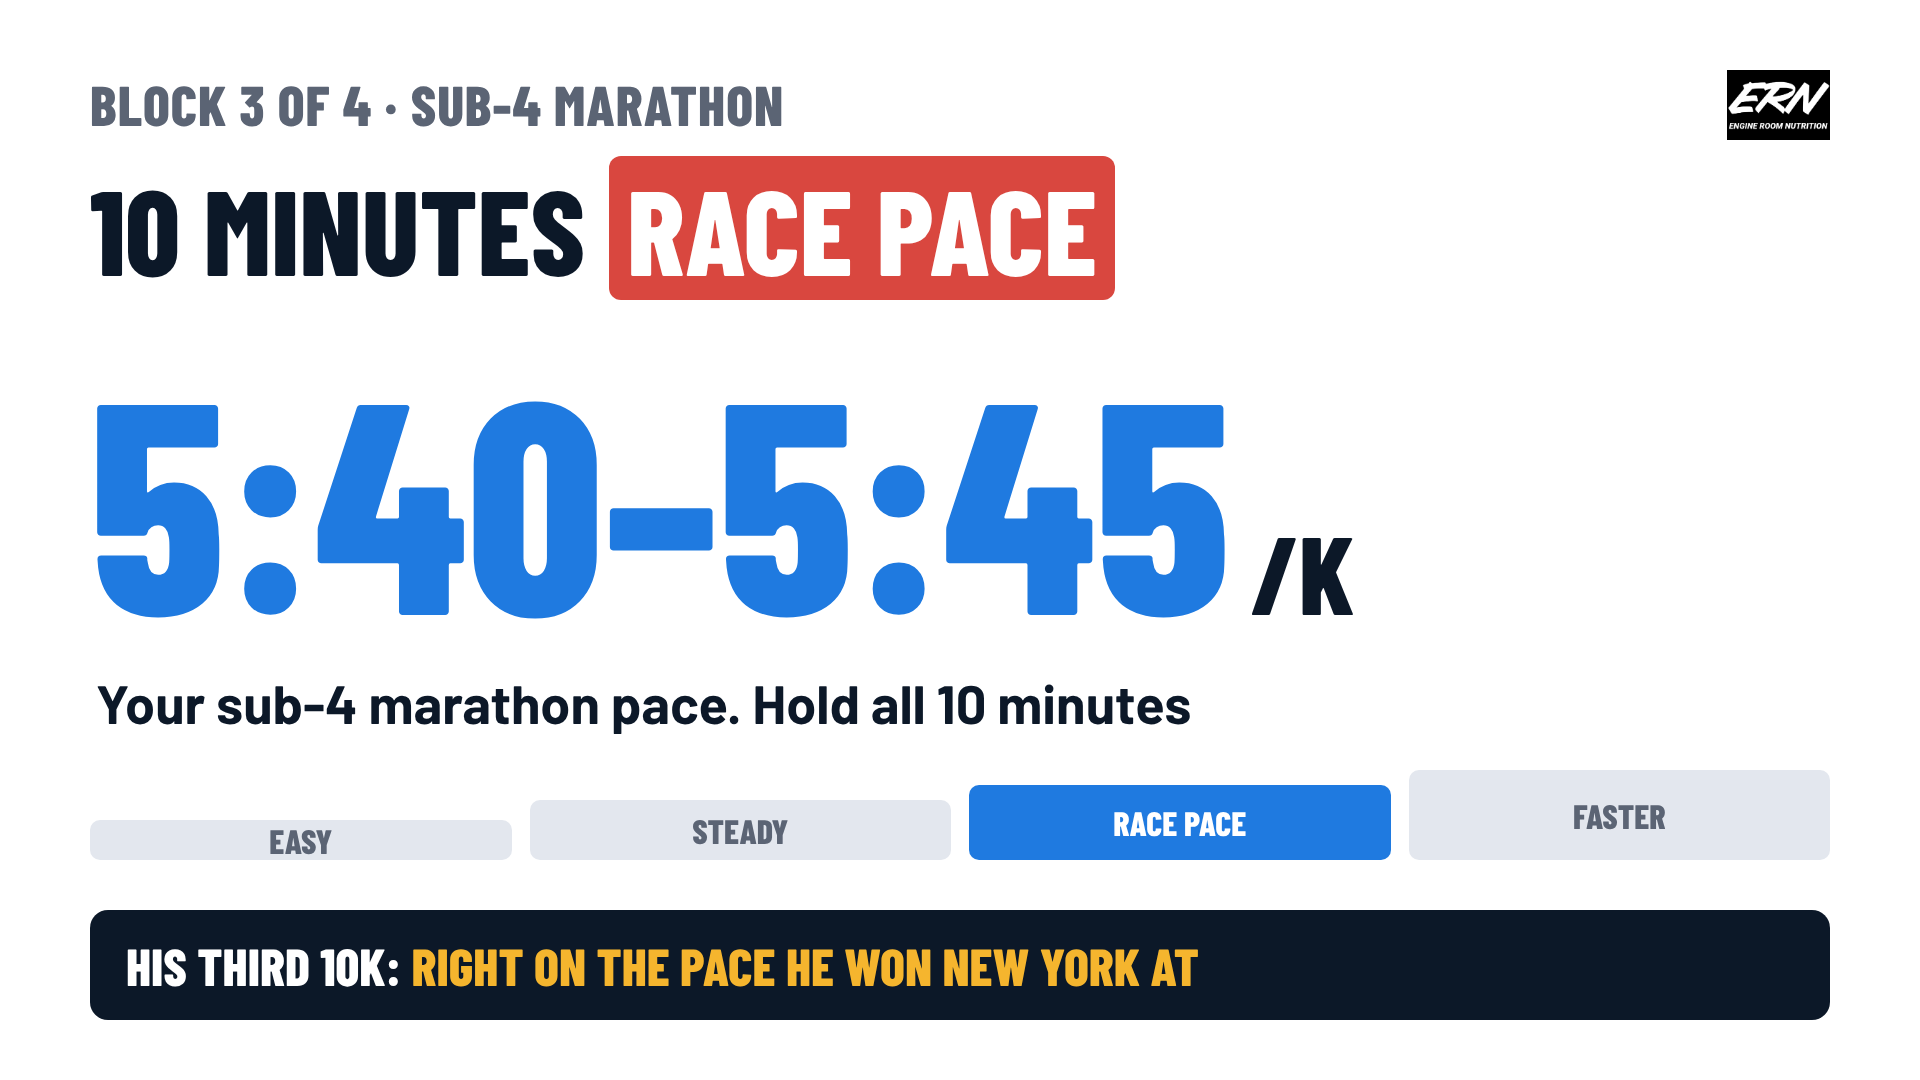 BLOCK 3 OF 4 · SUB-4 MARATHON
ERN
ENGINE ROOM NUTRITION
10 MINUTES RACE PACE
5:40–5:45 /K
Your sub-4 marathon pace. Hold all 10 minutes
EASY
STEADY
RACE PACE
FASTER
HIS THIRD 10K: RIGHT ON THE PACE HE WON NEW YORK AT